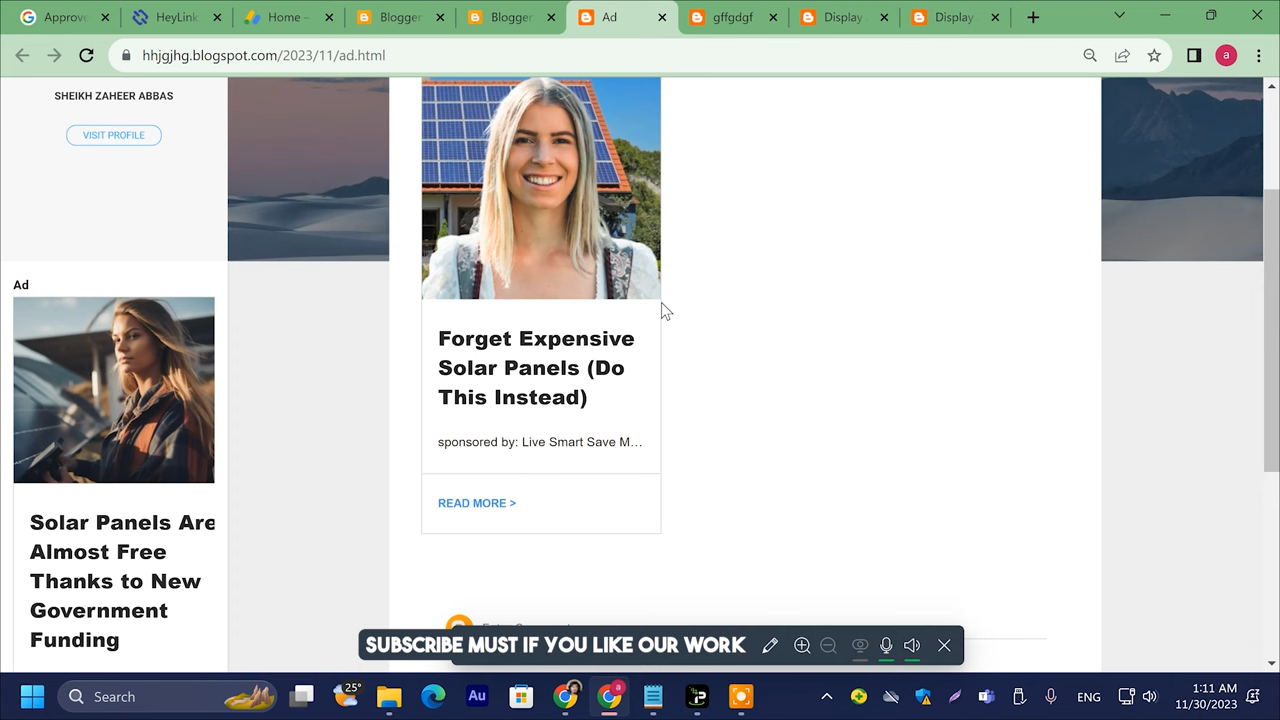 Approve
HeyLink
Home –
Blogger
Blogger
Ad
gffgdgf
Display
Display
hhjgjhg.blogspot.com/2023/11/ad.html
a
SHEIKH ZAHEER ABBAS
VISIT PROFILE
Ad
Solar Panels Are
Almost Free
Thanks to New
Government
Funding
Forget Expensive
Solar Panels (Do
This Instead)
sponsored by: Live Smart Save M...
READ MORE >
SUBSCRIBE MUST IF YOU LIKE OUR WORK
Search
25°
Au
a
ENG
1:11 AM
11/30/2023